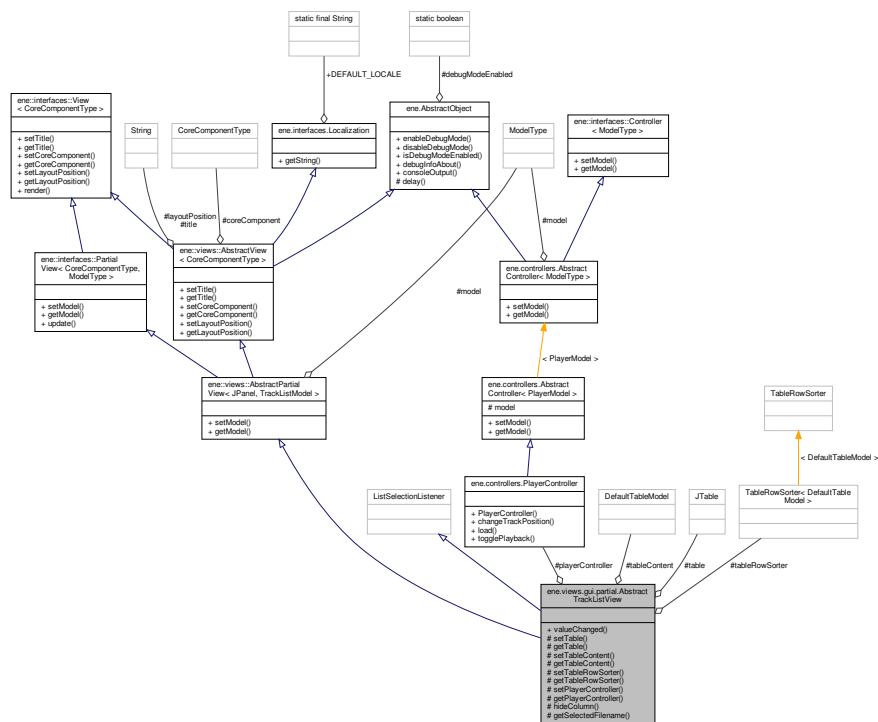 static final String
static boolean
+DEFAULT_LOCALE
#debugModeEnabled
ene::interfaces::View
< CoreComponentType >
+ setTitle()
+ getTitle()
+ setCoreComponent()
+ getCoreComponent()
+ setLayoutPosition()
+ getLayoutPosition()
+ render()
String
CoreComponentType
ene.interfaces.Localization
+ getString()
ene.AbstractObject
+ enableDebugMode()
+ disableDebugMode()
+ isDebugModeEnabled()
+ debugInfoAbout()
+ consoleOutput()
# delay()
ModelType
ene::interfaces::Controller
< ModelType >
+ setModel()
+ getModel()
#layoutPosition
#title
#coreComponent
#model
ene::interfaces::Partial
View< CoreComponentType,
ModelType >
+ setModel()
+ getModel()
+ update()
ene::views::AbstractView
< CoreComponentType >
+ setTitle()
+ getTitle()
+ setCoreComponent()
+ getCoreComponent()
+ setLayoutPosition()
+ getLayoutPosition()
#model
ene.controllers.Abstract
Controller< ModelType >
+ setModel()
+ getModel()
< PlayerModel >
ene::views::AbstractPartial
View< JPanel, TrackListModel >
+ setModel()
+ getModel()
ene.controllers.Abstract
Controller< PlayerModel >
# model
+ setModel()
+ getModel()
TableRowSorter
< DefaultTableModel >
ListSelectionListener
ene.controllers.PlayerController
+ PlayerController()
+ changeTrackPosition()
+ load()
+ togglePlayback()
DefaultTableModel
JTable
TableRowSorter< DefaultTable
Model >
#playerController
#tableContent
#table
#tableRowSorter
ene.views.gui.partial.Abstract
TrackListView
+ valueChanged()
# setTable()
# getTable()
# setTableContent()
# getTableContent()
# setTableRowSorter()
# getTableRowSorter()
# setPlayerController()
# getPlayerController()
# hideColumn()
# getSelectedFilename()